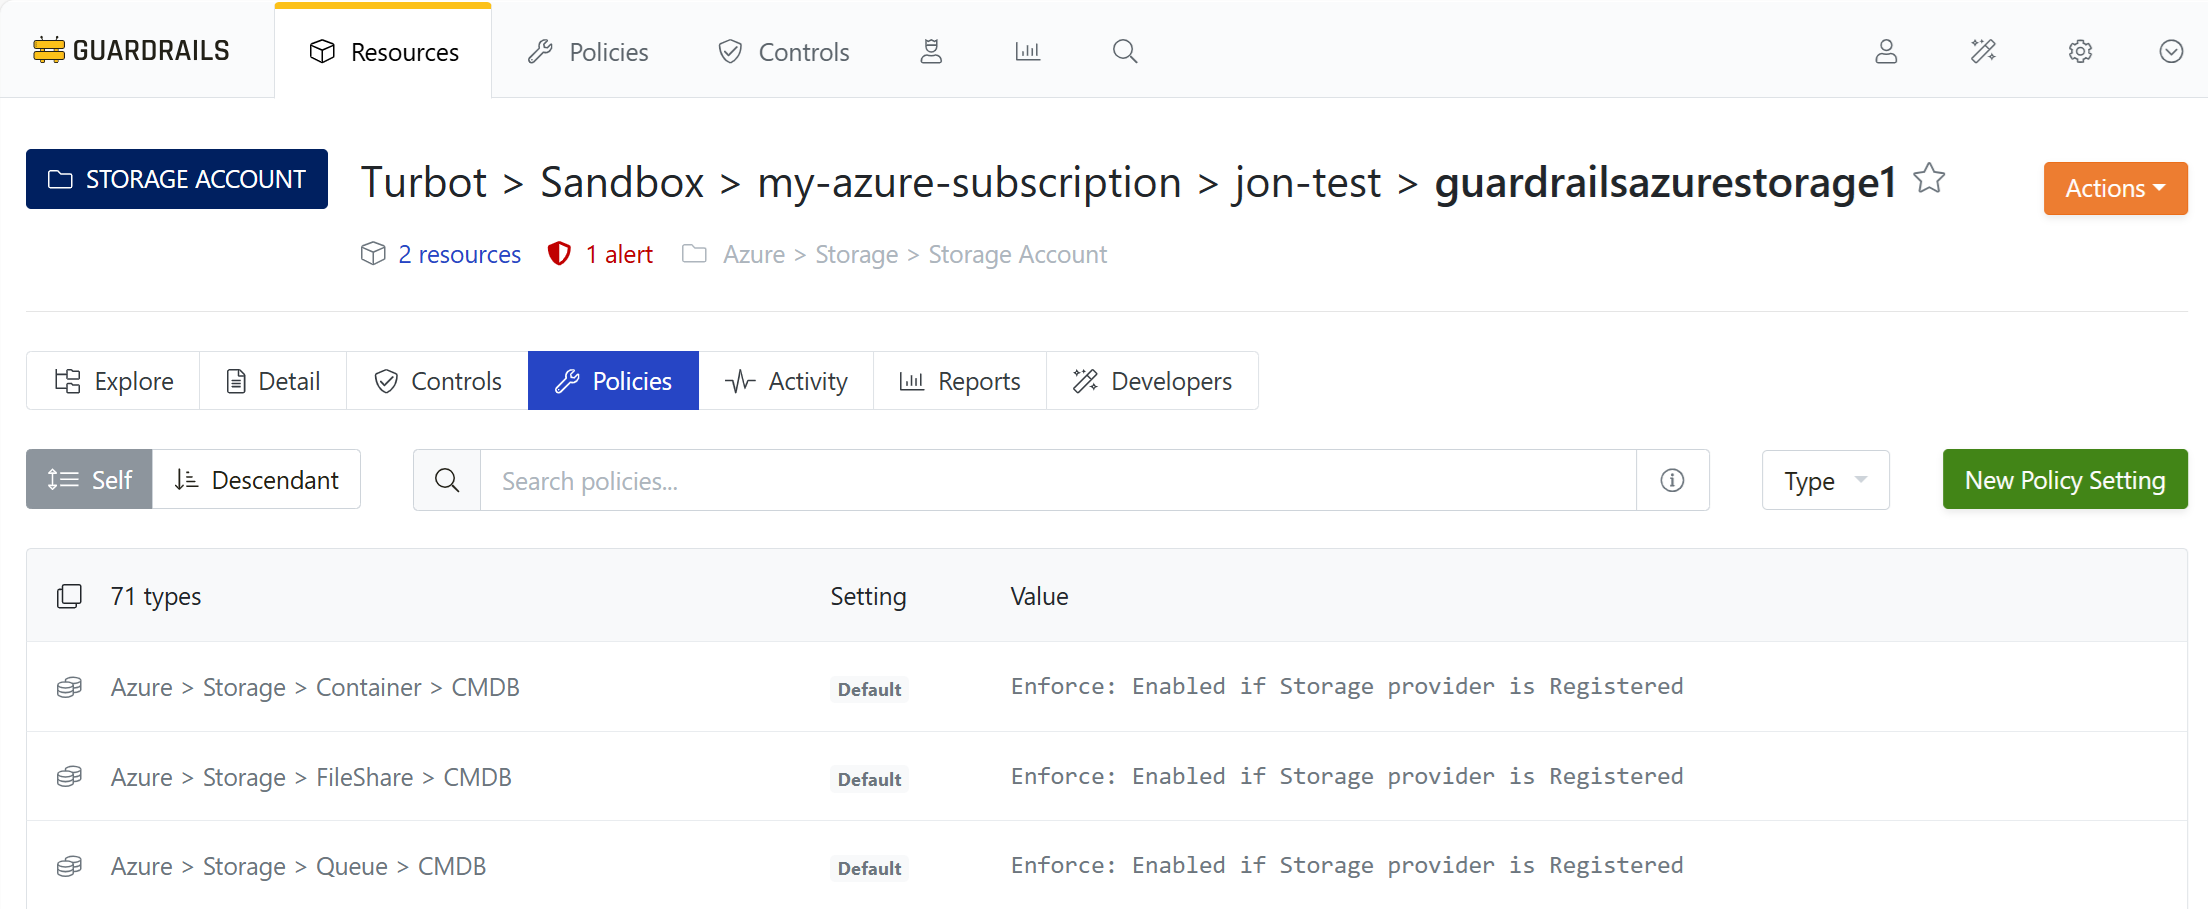 GUARDRAILS Resources Policies Controls
STORAGE ACCOUNT Turbot > Sandbox > my-azure-subscription > jon-test > guardrailsazurestorage1 Actions
2 resources 1 alert Azure > Storage > Storage Account
Explore Detail Controls Policies Activity Reports Developers
Self Descendant Search policies... Type New Policy Setting
71 types Setting Value
Azure > Storage > Container > CMDB Default Enforce: Enabled if Storage provider is Registered
Azure > Storage > FileShare > CMDB Default Enforce: Enabled if Storage provider is Registered
Azure > Storage > Queue > CMDB Default Enforce: Enabled if Storage provider is Registered